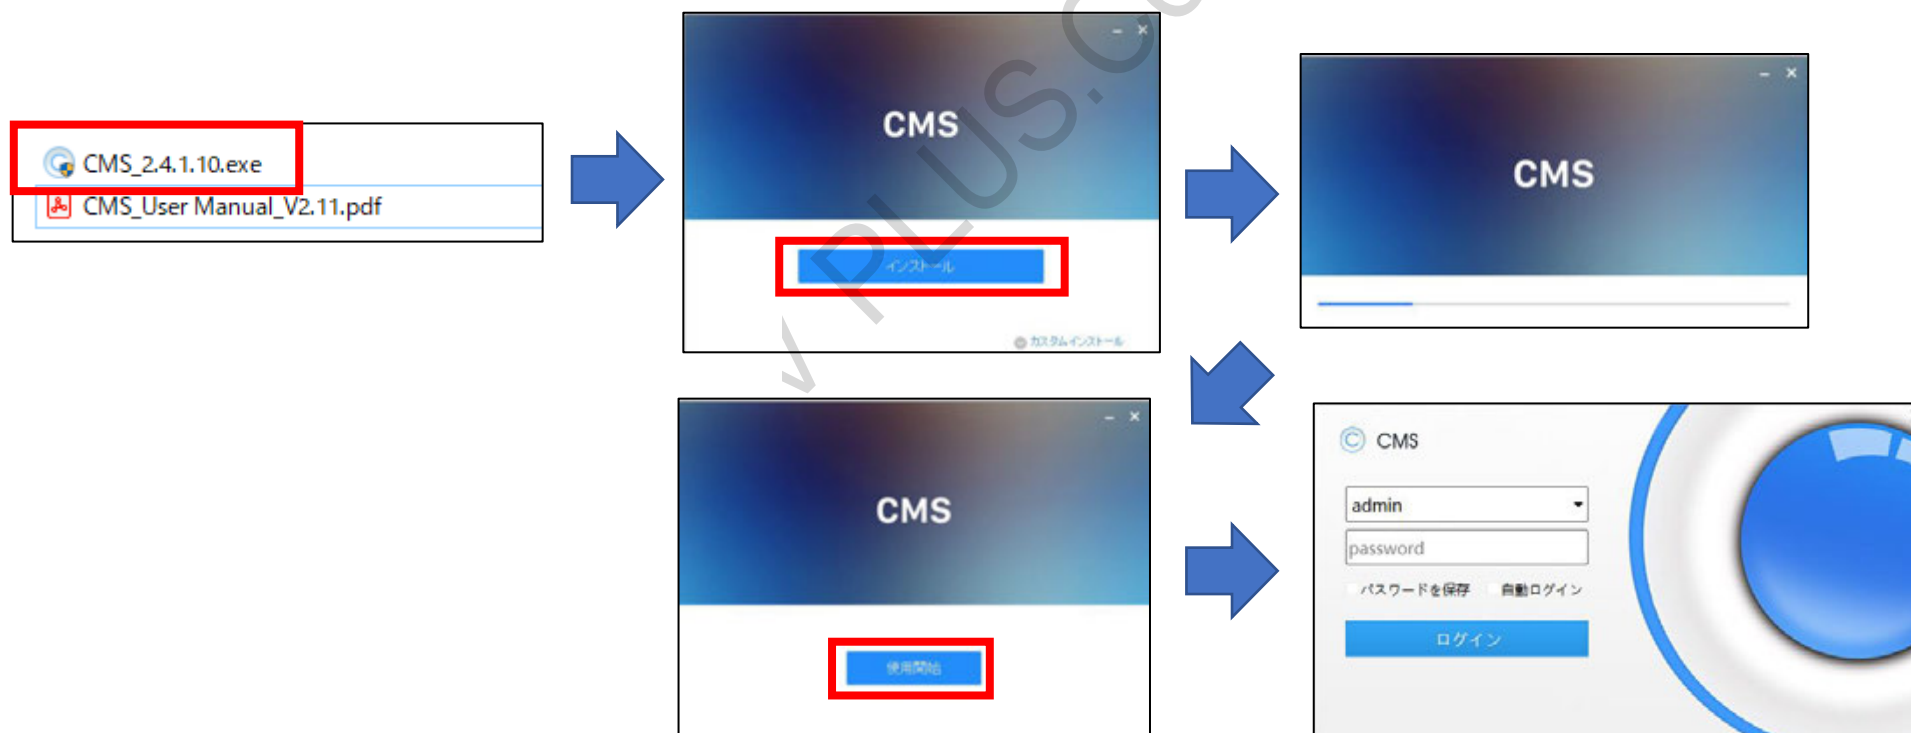 CMS_2.4.1.10.exe
CMS_User Manual_V2.11.pdf
CMS
インストール
カスタムインストール
CMS
CMS
使用開始
CMS
admin
password
パスワードを保存 自動ログイン
ログイン
V PLUS.Co